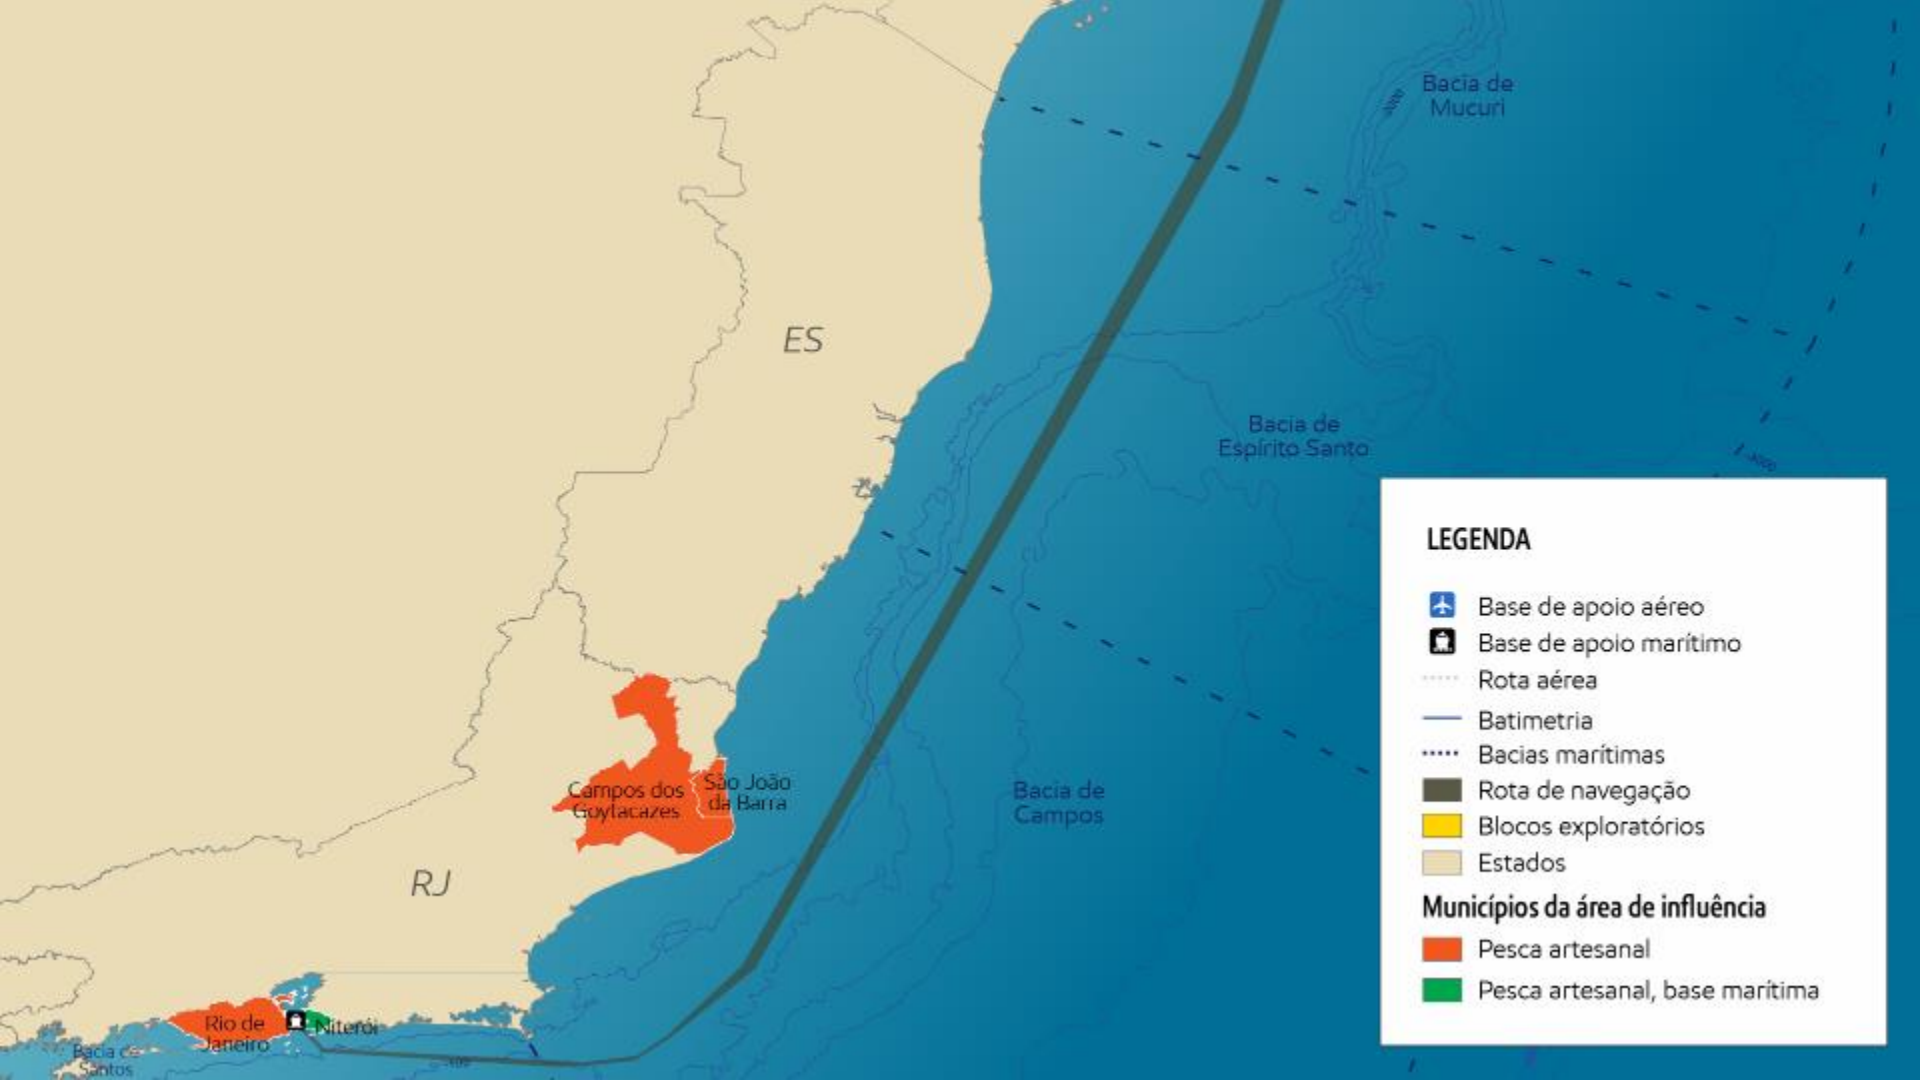 Bacia de
Mucuri
ES
Bacia de
Espírito Santo
Campos dos
Goytacazes
São João
da Barra
Bacia de
Campos
RJ
Rio de
Janeiro
Niterói
Bacia de
Santos
-100
LEGENDA
Base de apoio aéreo
Base de apoio marítimo
Rota aérea
Batimetria
Bacias marítimas
Rota de navegação
Blocos exploratórios
Estados
Municípios da área de influência
Pesca artesanal
Pesca artesanal, base marítima